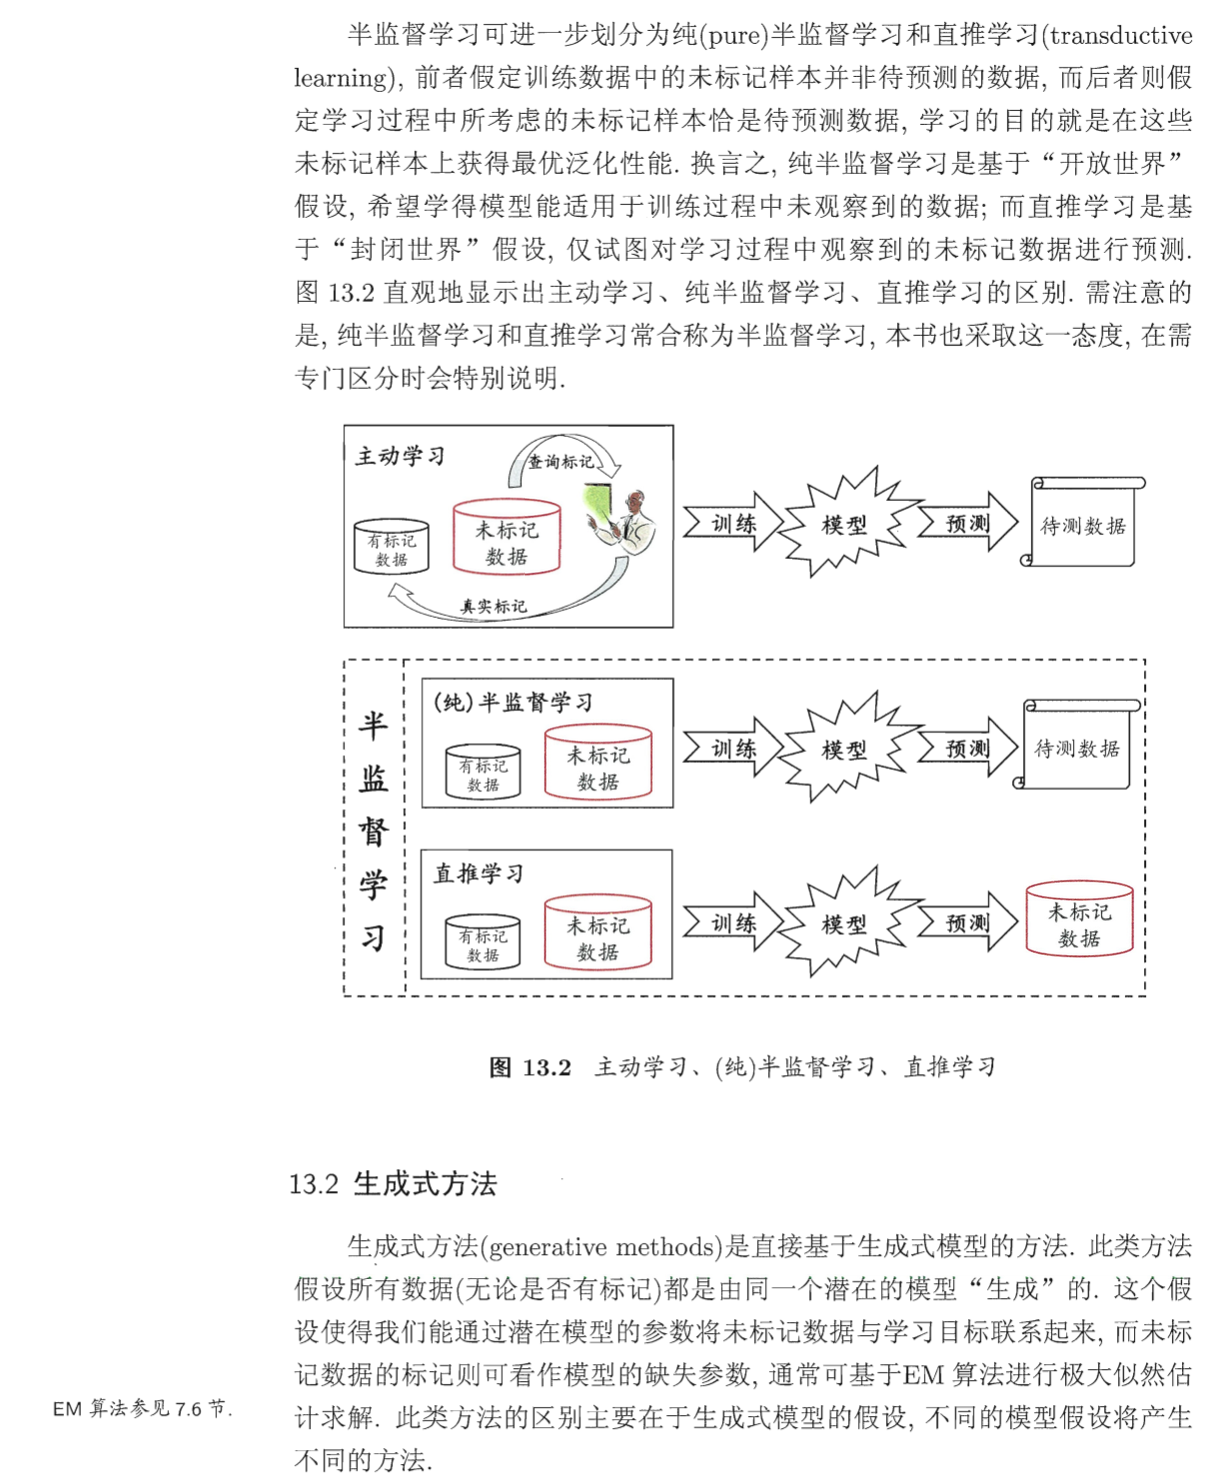 半监督学习可进一步划分为纯(pure)半监督学习和直推学习(transductive
learning), 前者假定训练数据中的未标记样本并非待预测的数据, 而后者则假
定学习过程中所考虑的未标记样本恰是待预测数据, 学习的目的就是在这些
未标记样本上获得最优泛化性能. 换言之, 纯半监督学习是基于“开放世界”
假设, 希望学得模型能适用于训练过程中未观察到的数据; 而直推学习是基
于“封闭世界”假设, 仅试图对学习过程中观察到的未标记数据进行预测.
图 13.2 直观地显示出主动学习、纯半监督学习、直推学习的区别. 需注意的
是, 纯半监督学习和直推学习常合称为半监督学习, 本书也采取这一态度, 在需
专门区分时会特别说明.
主动学习
查询标记
有标记
数据
未标记
数据
真实标记
训练
模型
预测
待测数据
半监督学习
(纯)半监督学习
有标记
数据
未标记
数据
训练
模型
预测
待测数据
直推学习
有标记
数据
未标记
数据
训练
模型
预测
未标记
数据
图 13.2 主动学习、(纯)半监督学习、直推学习
13.2 生成式方法
生成式方法(generative methods)是直接基于生成式模型的方法. 此类方法
假设所有数据(无论是否有标记)都是由同一个潜在的模型“生成”的. 这个假
设使得我们能通过潜在模型的参数将未标记数据与学习目标联系起来, 而未标
记数据的标记则可看作模型的缺失参数, 通常可基于EM 算法进行极大似然估
EM 算法参见 7.6 节.
计求解. 此类方法的区别主要在于生成式模型的假设, 不同的模型假设将产生
不同的方法.